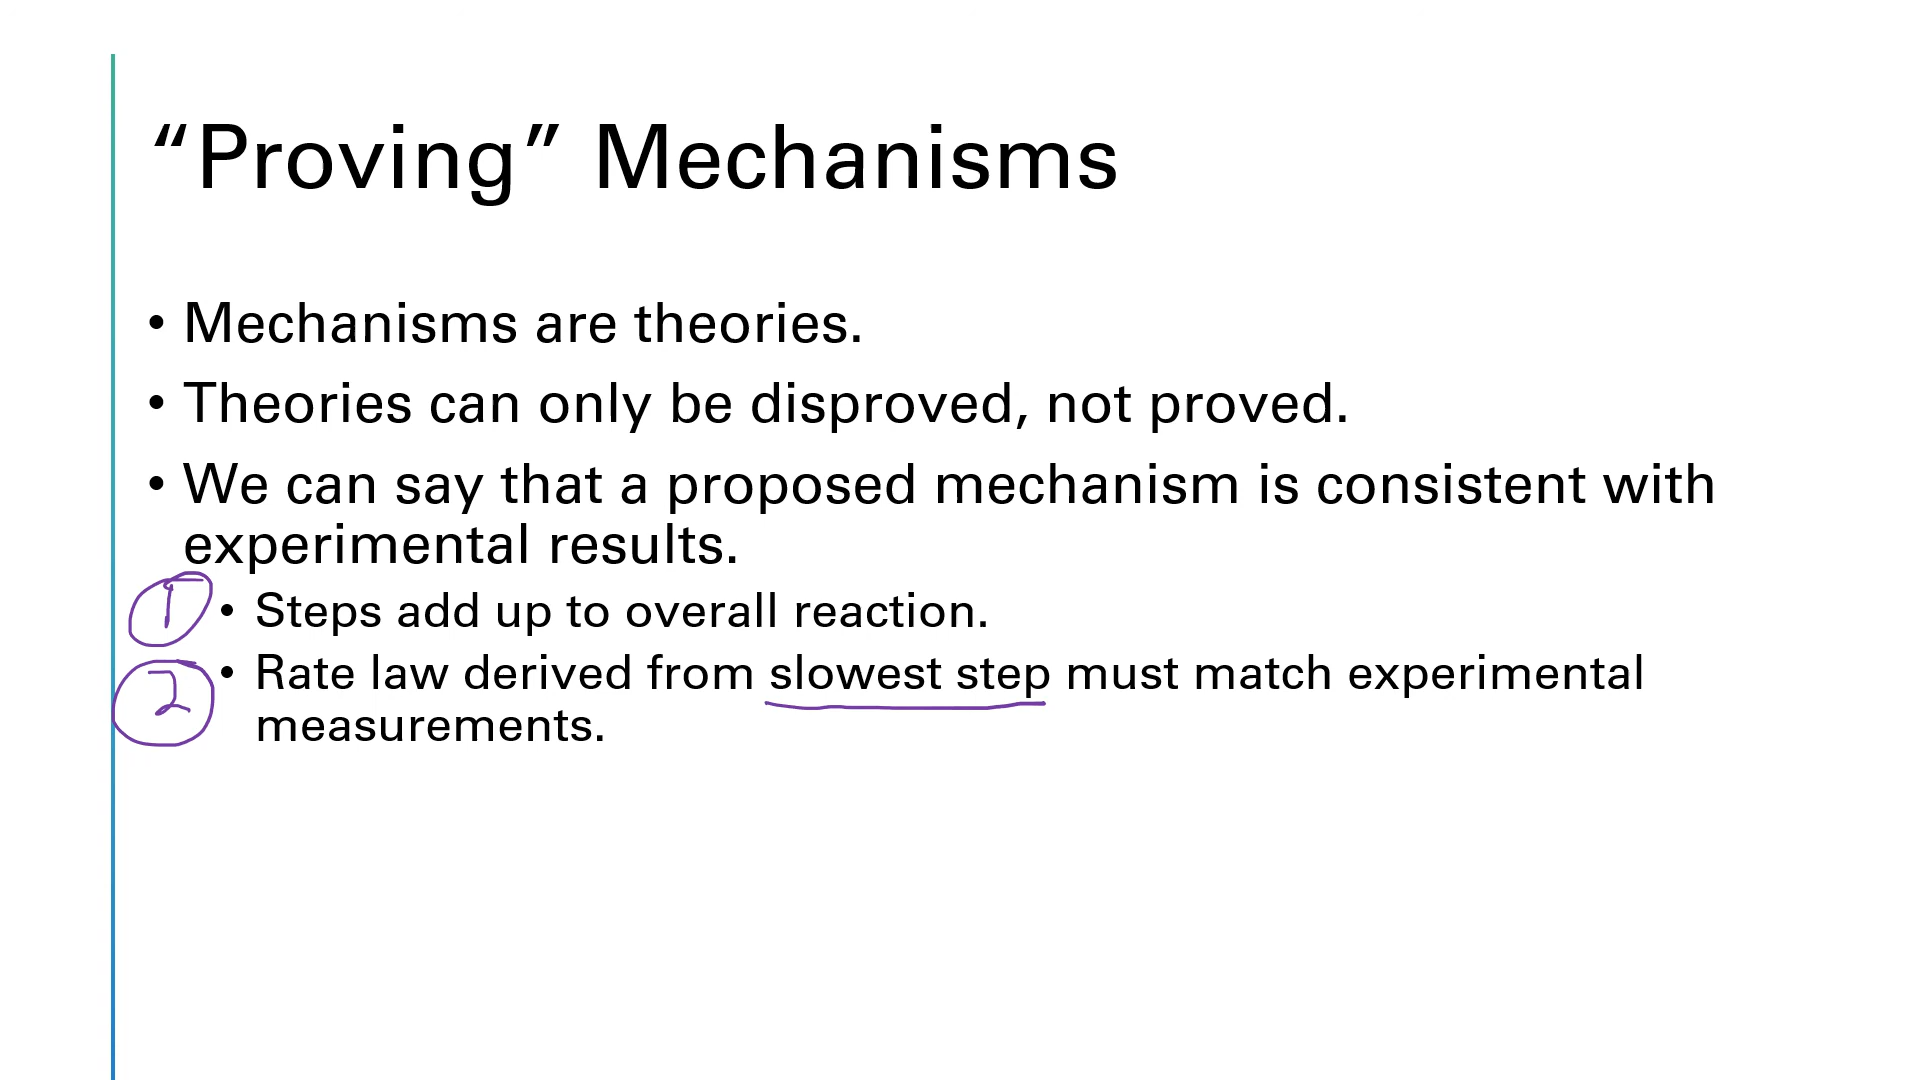 “Proving” Mechanisms
• Mechanisms are theories.
• Theories can only be disproved, not proved.
• We can say that a proposed mechanism is consistent with
experimental results.
1 • Steps add up to overall reaction.
2 • Rate law derived from slowest step must match experimental
measurements.